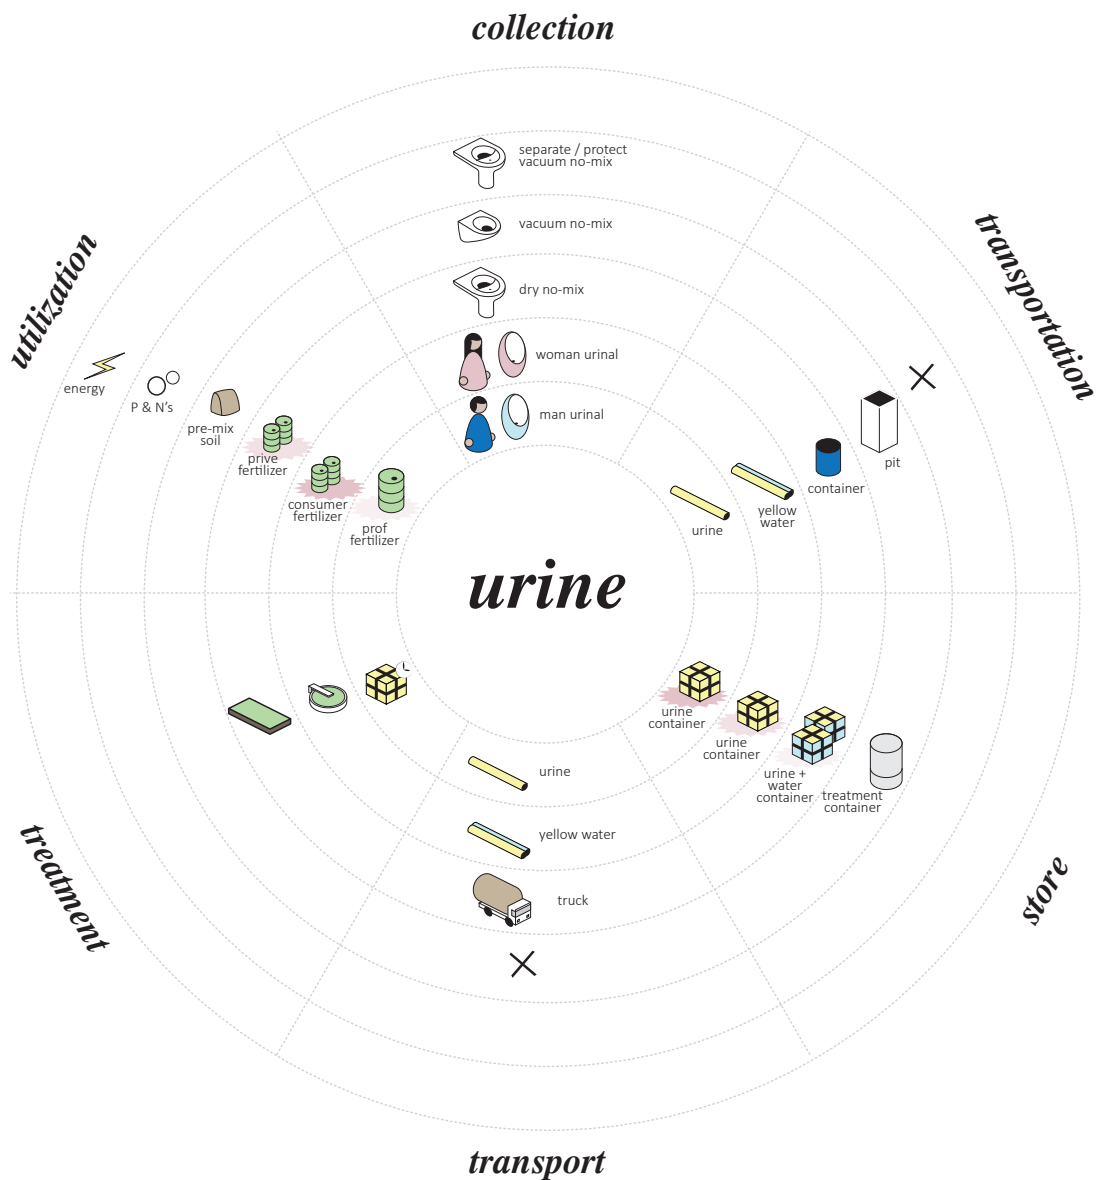 collection
separate / protect
vacuum no-mix
vacuum no-mix
dry no-mix
woman urinal
man urinal
transportation
urine
yellow
water
container
pit
utilization
energy
P & N's
pre-mix
soil
prive
fertilizer
consumer
fertilizer
prof
fertilizer
urine
urine
container
urine
container
urine +
water
container
treatment
container
store
urine
yellow water
truck
transport
treatment